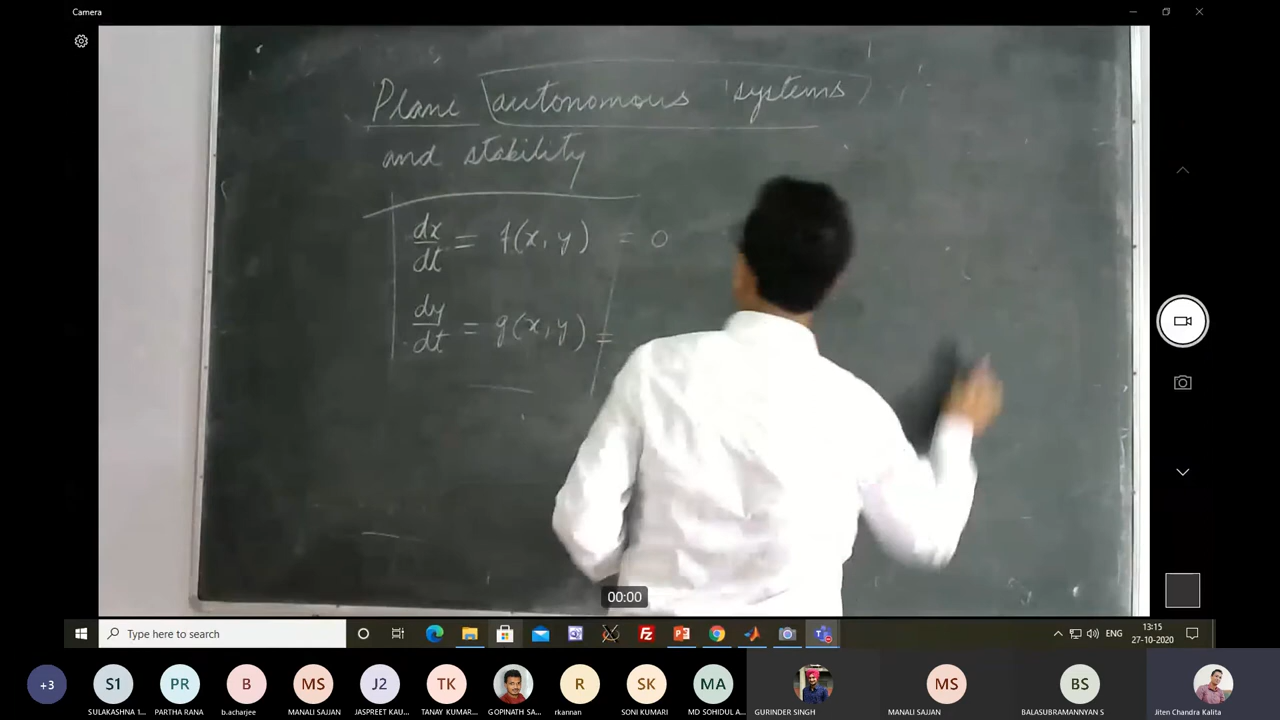 Camera
Plane autonomous systems
and stability
dx/dt = f(x, y) = 0
dy/dt = g(x, y) =
00:00
Type here to search
ENG
13:15
27-10-2020
+3
S1
PR
B
MS
J2
TK
R
SK
MA
MS
BS
SULAKASHNA 1...
PARTHA RANA
b.acharjee
MANALI SAJJAN
JASPREET KAU...
TANAY KUMAR...
GOPINATH SA...
rkannan
SONI KUMARI
MD SOHIDUL A...
GURINDER SINGH
MANALI SAJJAN
BALASUBRAMANNYAN S
Jiten Chandra Kalita